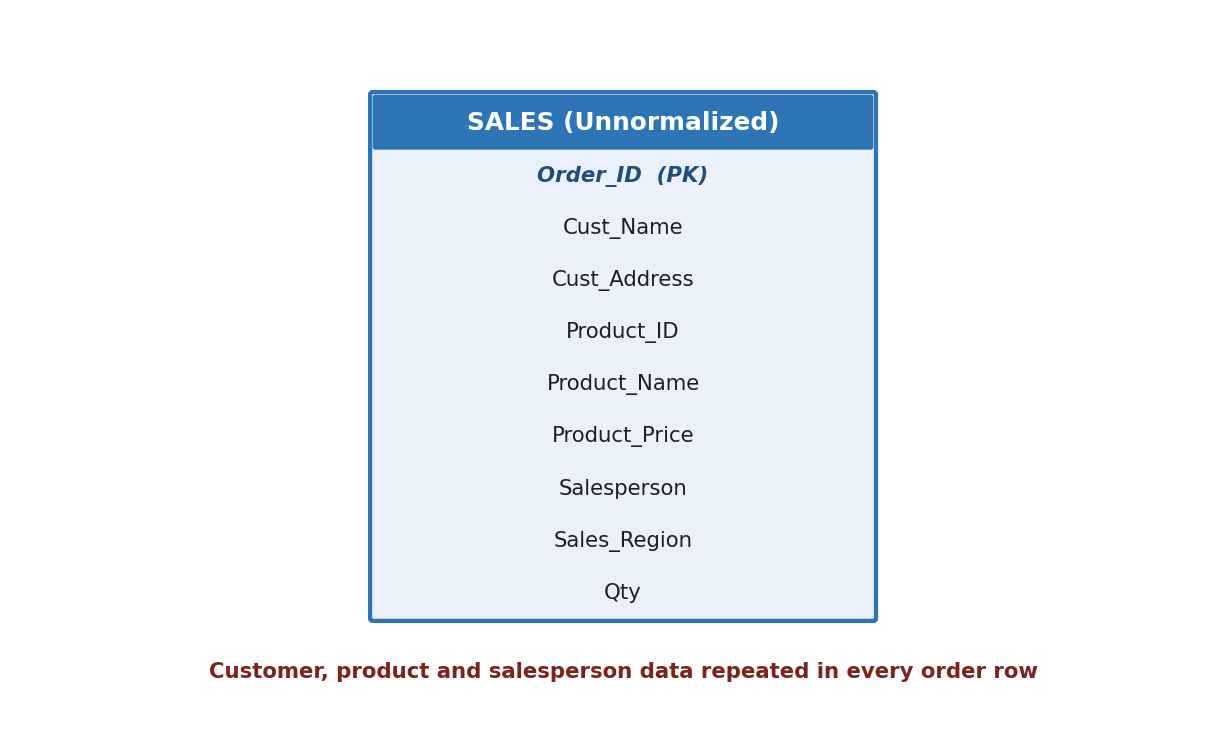 SALES (Unnormalized)
Order_ID  (PK)
Cust_Name
Cust_Address
Product_ID
Product_Name
Product_Price
Salesperson
Sales_Region
Qty
Customer, product and salesperson data repeated in every order row